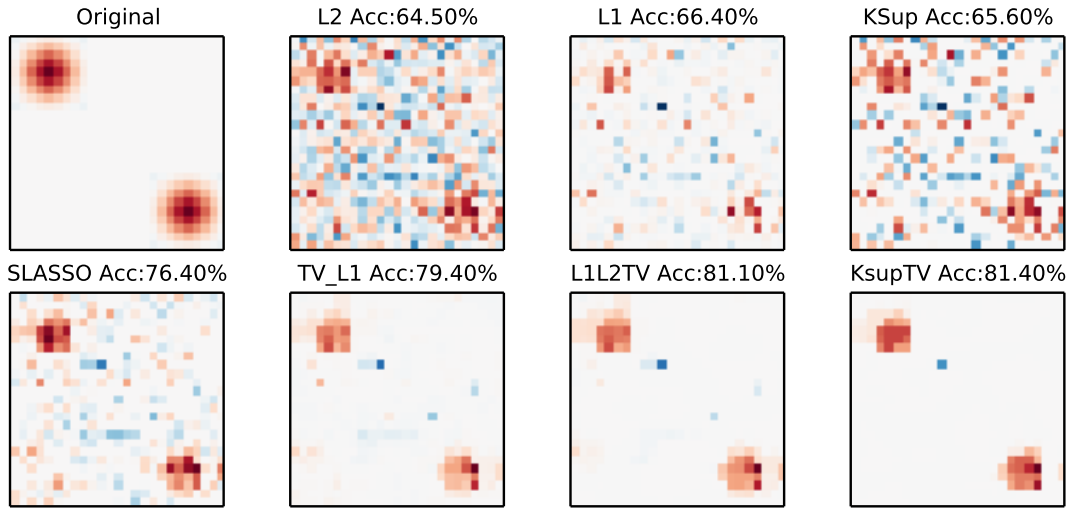 Original
L2 Acc:64.50%
L1 Acc:66.40%
KSup Acc:65.60%
SLASSO Acc:76.40%
TV_L1 Acc:79.40%
L1L2TV Acc:81.10%
KsupTV Acc:81.40%